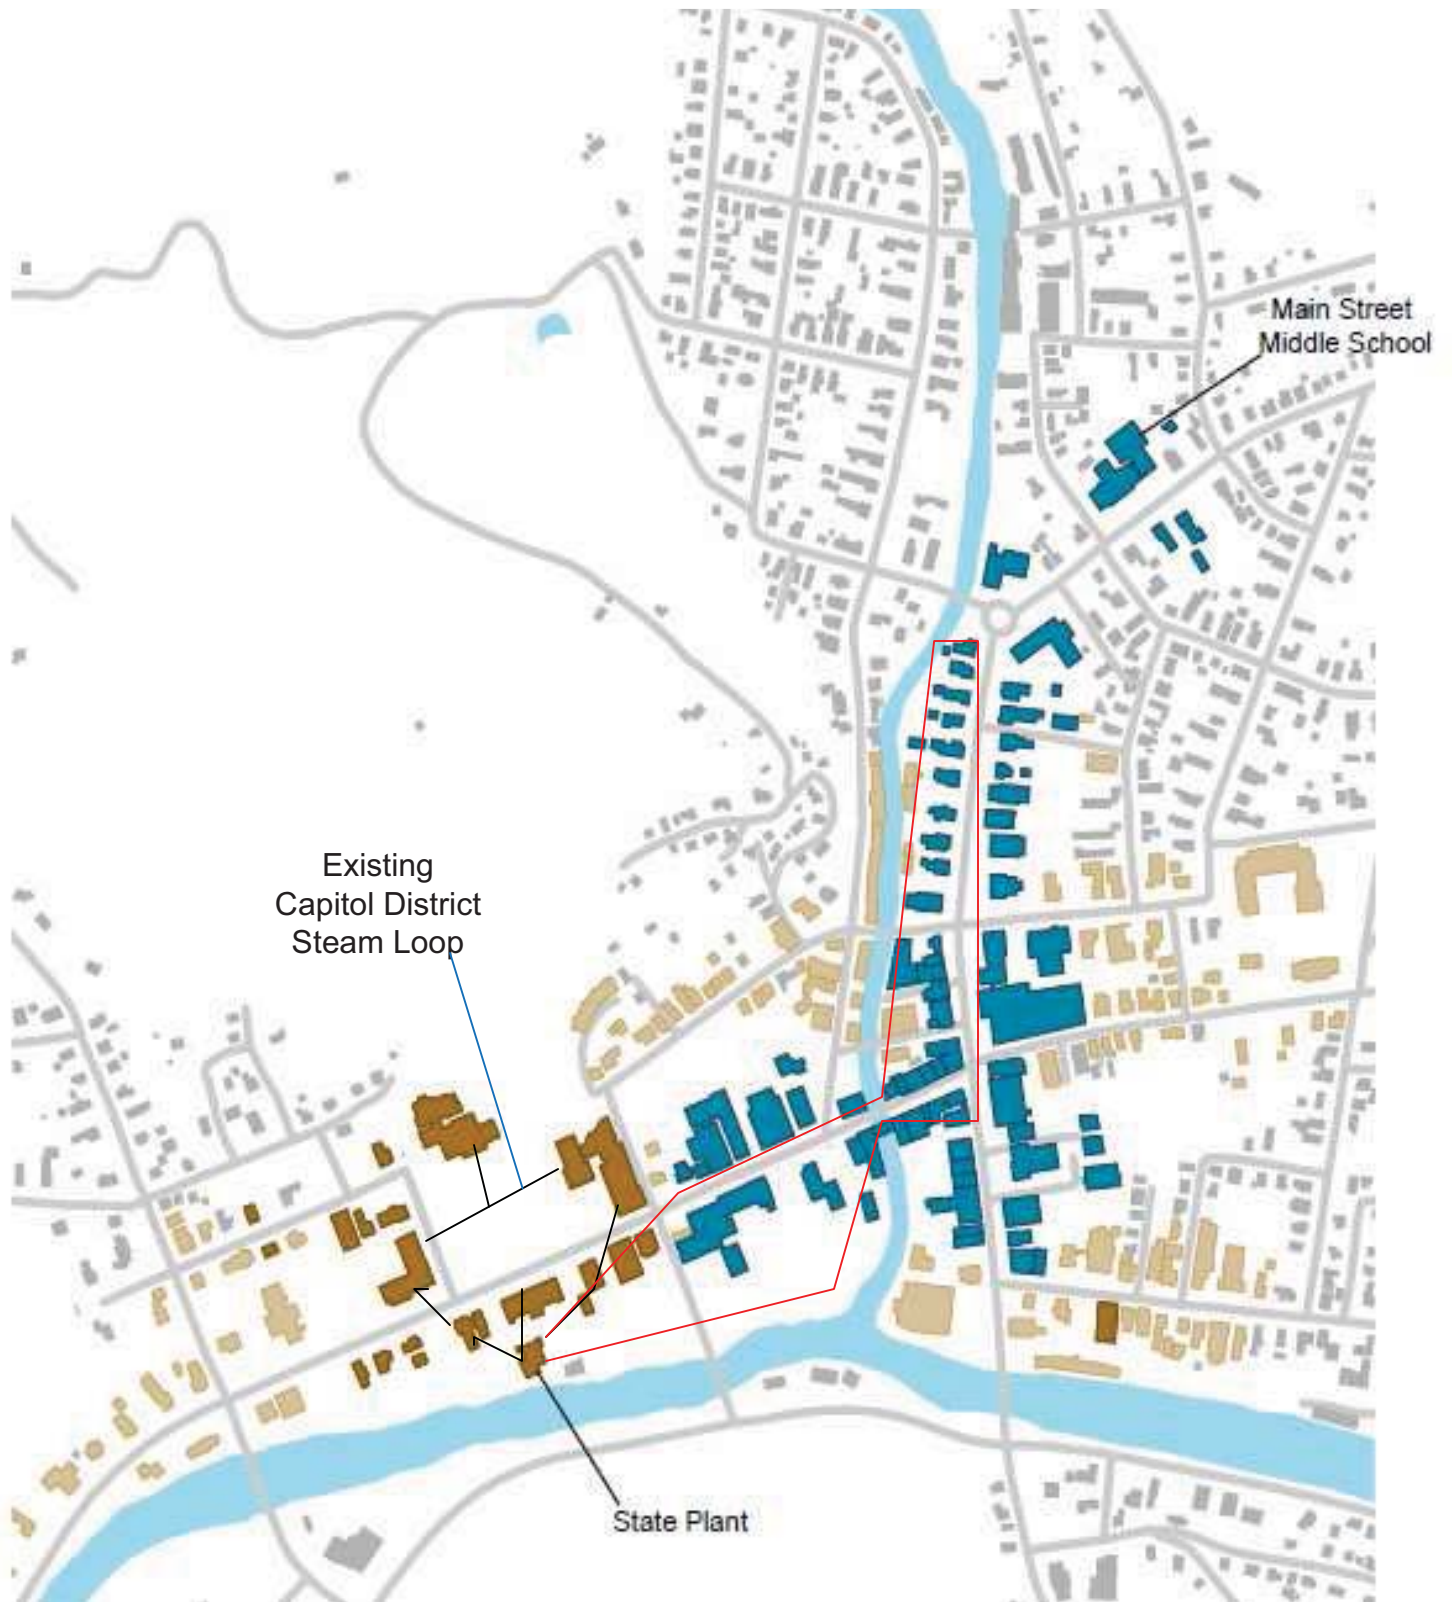 Main Street
Middle School
Existing
Capitol District
Steam Loop
State Plant